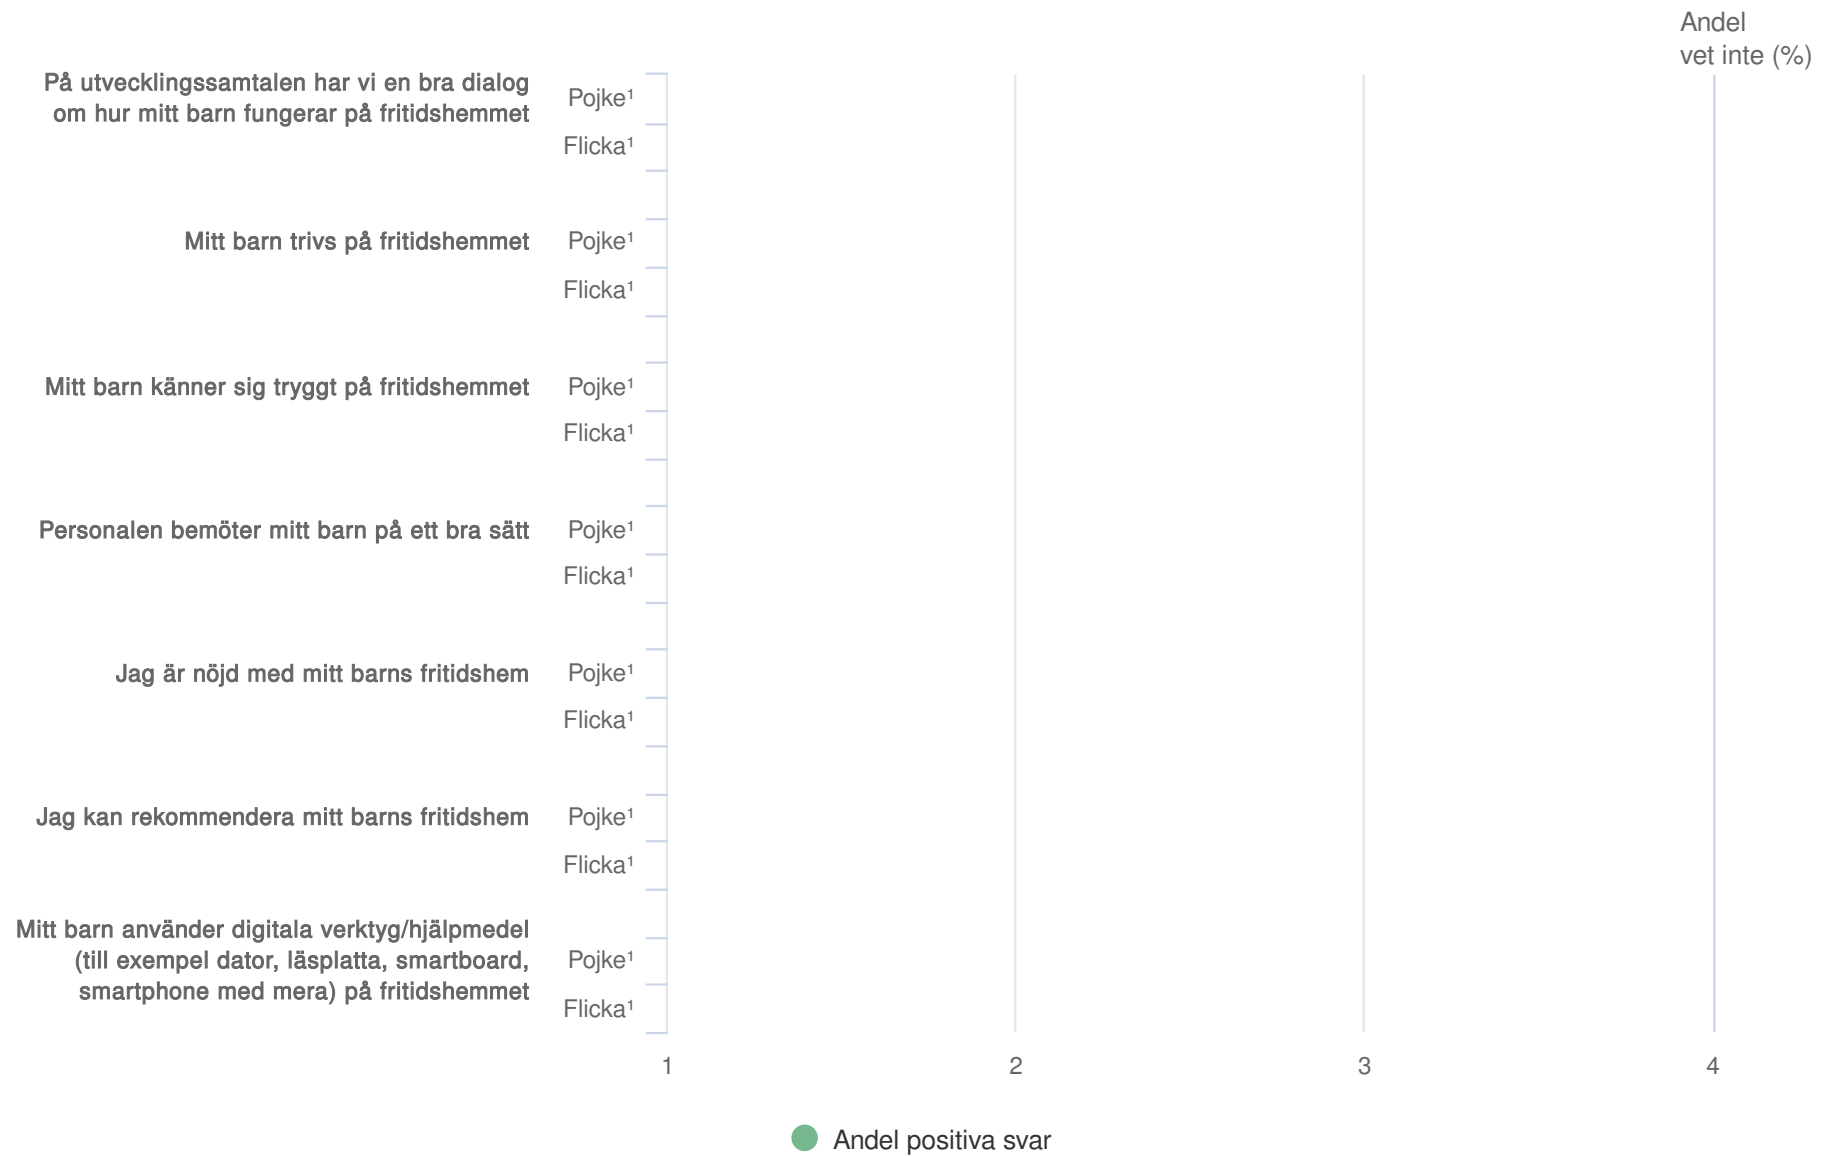 Andel
vet inte (%)
På utvecklingssamtalen har vi en bra dialog
om hur mitt barn fungerar på fritidshemmet
Pojke¹
Flicka¹
Mitt barn trivs på fritidshemmet
Pojke¹
Flicka¹
Mitt barn känner sig tryggt på fritidshemmet
Pojke¹
Flicka¹
Personalen bemöter mitt barn på ett bra sätt
Pojke¹
Flicka¹
Jag är nöjd med mitt barns fritidshem
Pojke¹
Flicka¹
Jag kan rekommendera mitt barns fritidshem
Pojke¹
Flicka¹
Mitt barn använder digitala verktyg/hjälpmedel
(till exempel dator, läsplatta, smartboard,
smartphone med mera) på fritidshemmet
Pojke¹
Flicka¹
1 2 3 4
Andel positiva svar